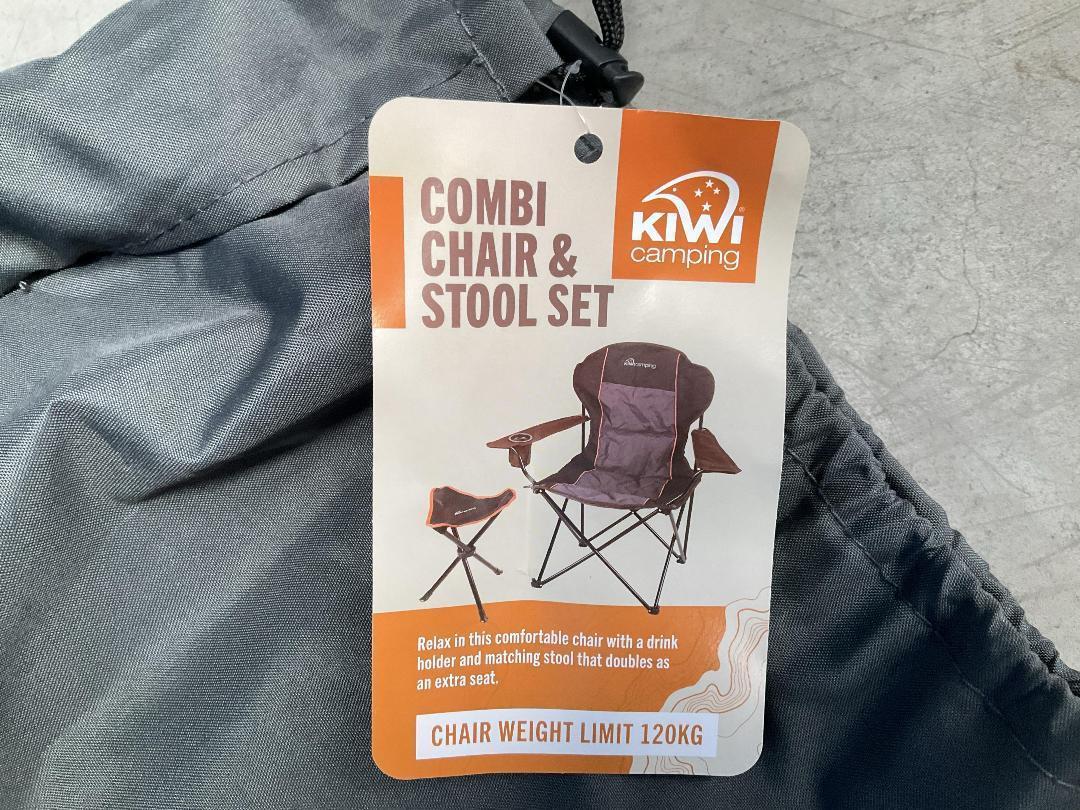 COMBI
CHAIR &
STOOL SET
KIWI
camping
kiwicamping
Relax in this comfortable chair with a drink
holder and matching stool that doubles as
an extra seat.
CHAIR WEIGHT LIMIT 120KG